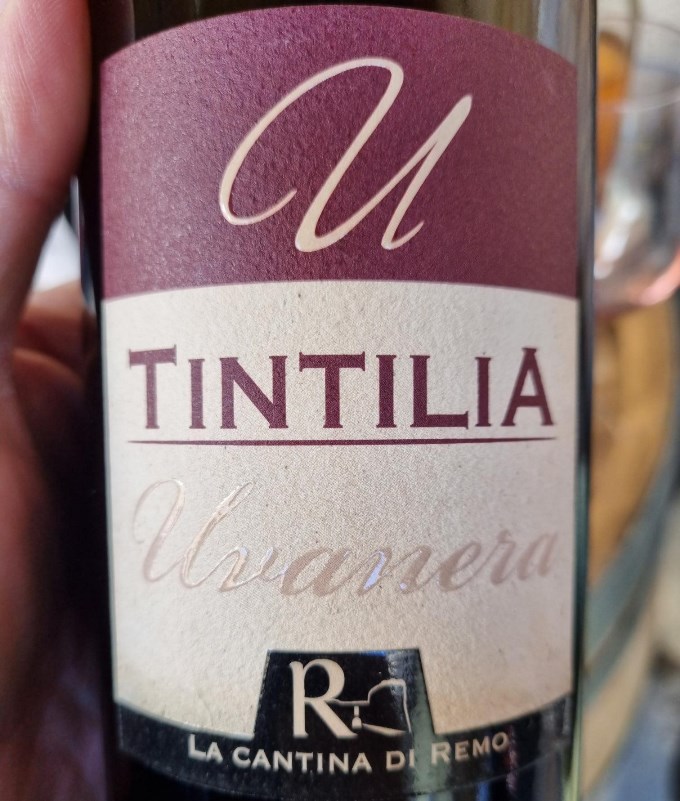 U
TINTILIA
Uvanera
R
LA CANTINA DI REMO